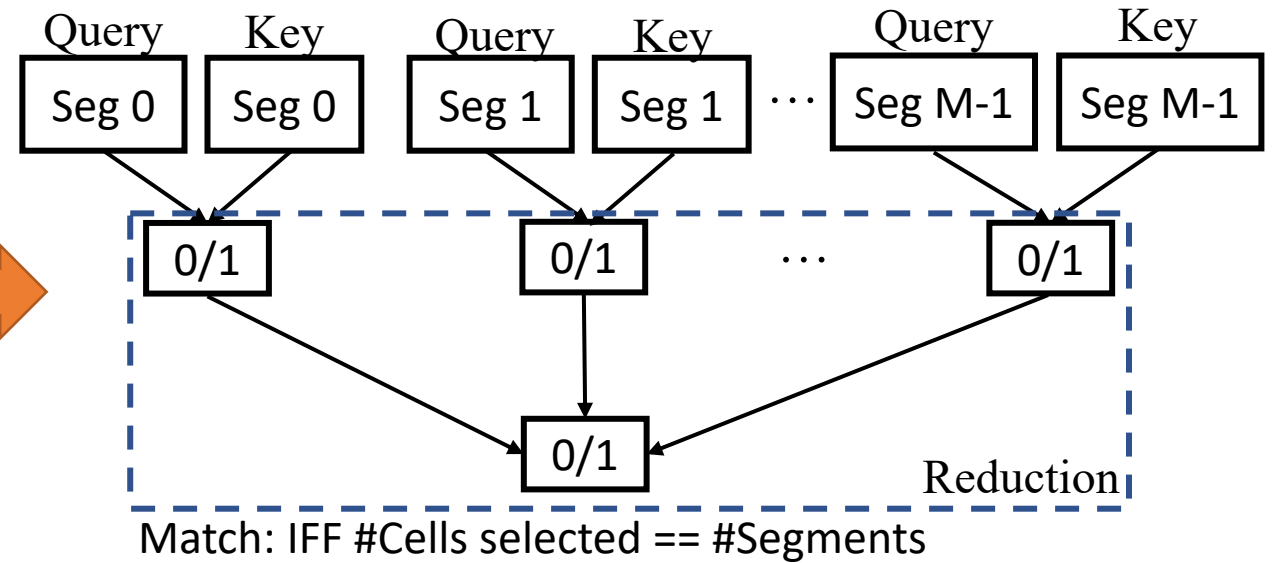 Query Key Query Key Query Key
Seg 0 Seg 0 Seg 1 Seg 1 ... Seg M-1 Seg M-1
0/1 0/1 ... 0/1
0/1
Reduction
Match: IFF #Cells selected == #Segments